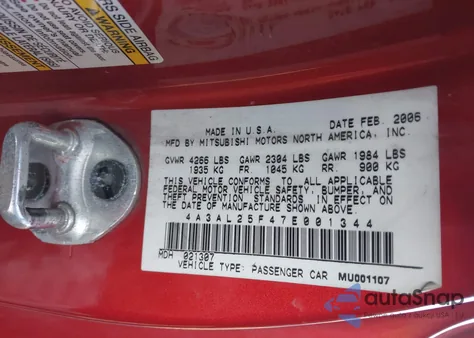 SIDE AIRBAG
WARNING
MADE IN U.S.A. DATE FEB. 2006
MFD BY MITSUBISHI MOTORS NORTH AMERICA, INC.
GVWR 4266 LBS GAWR 2304 LBS GAWR 1984 LBS
1935 KG FR 1045 KG RR 900 KG
THIS VEHICLE CONFORMS TO ALL APPLICABLE
FEDERAL MOTOR VEHICLE SAFETY, BUMPER, AND
THEFT PREVENTION STANDARDS IN EFFECT ON
THE DATE OF MANUFACTURE SHOWN ABOVE.
4A3AL25F47E001344
MDH 021307
VEHICLE TYPE: PASSENGER CAR MU001107
autoSnap